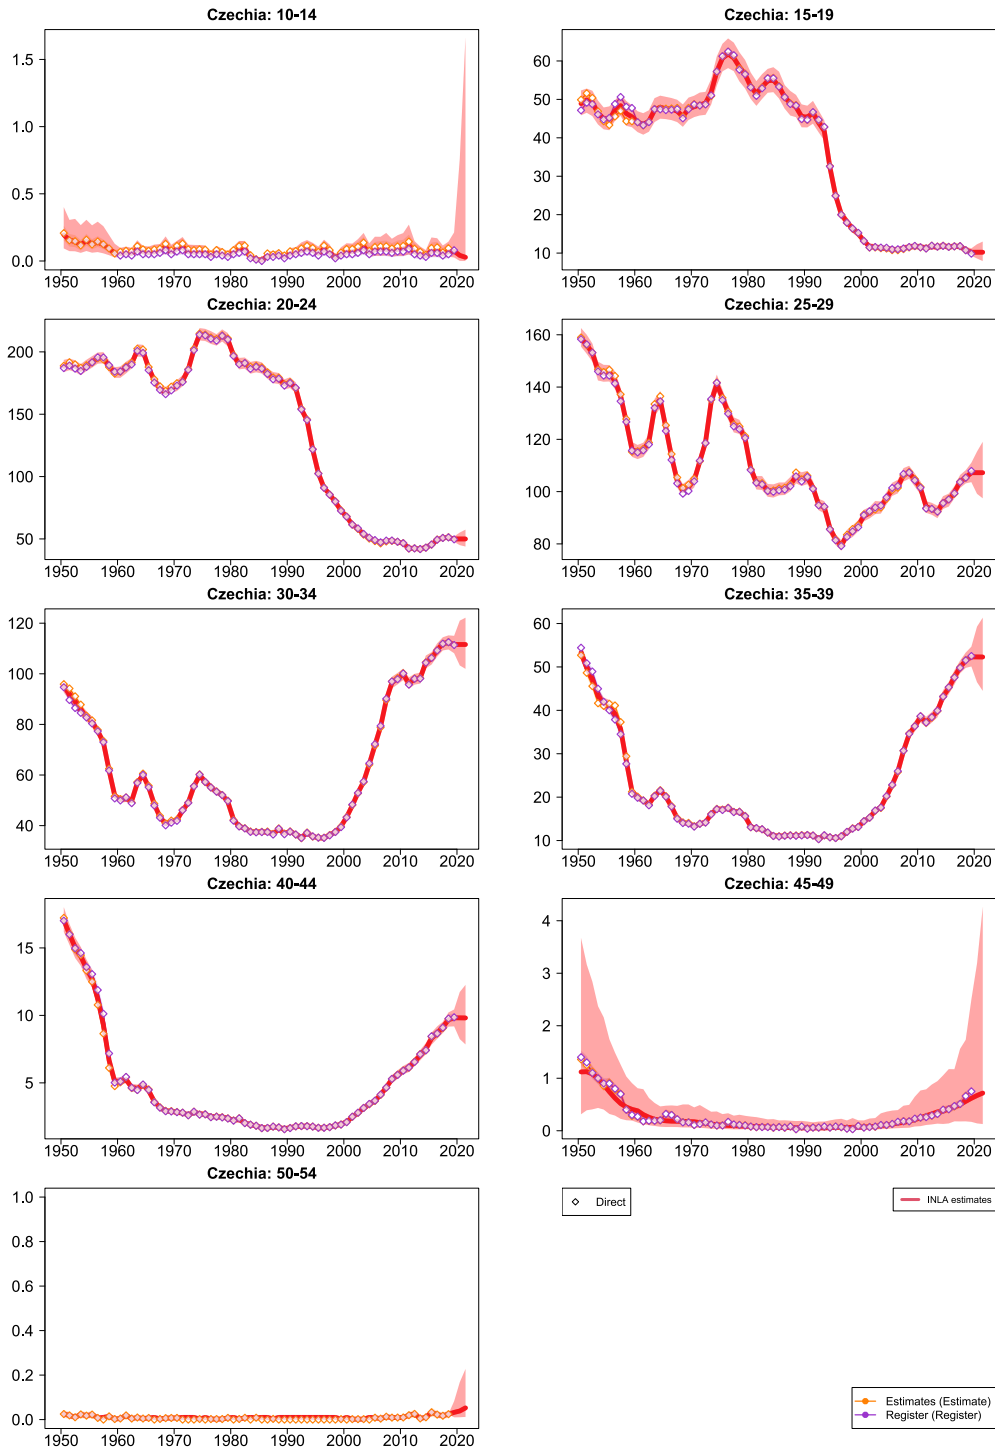 Czechia: 10-14
1.5
1.0
0.5
0.0
1950 1960 1970 1980 1990 2000 2010 2020
Czechia: 15-19
60
50
40
30
20
10
1950 1960 1970 1980 1990 2000 2010 2020
Czechia: 20-24
200
150
100
50
1950 1960 1970 1980 1990 2000 2010 2020
Czechia: 25-29
160
140
120
100
80
1950 1960 1970 1980 1990 2000 2010 2020
Czechia: 30-34
120
100
80
60
40
1950 1960 1970 1980 1990 2000 2010 2020
Czechia: 35-39
60
50
40
30
20
10
1950 1960 1970 1980 1990 2000 2010 2020
Czechia: 40-44
15
10
5
1950 1960 1970 1980 1990 2000 2010 2020
Czechia: 45-49
4
3
2
1
0
1950 1960 1970 1980 1990 2000 2010 2020
Czechia: 50-54
1.0
0.8
0.6
0.4
0.2
0.0
1950 1960 1970 1980 1990 2000 2010 2020
Direct
INLA estimates
Estimates (Estimate)
Register (Register)